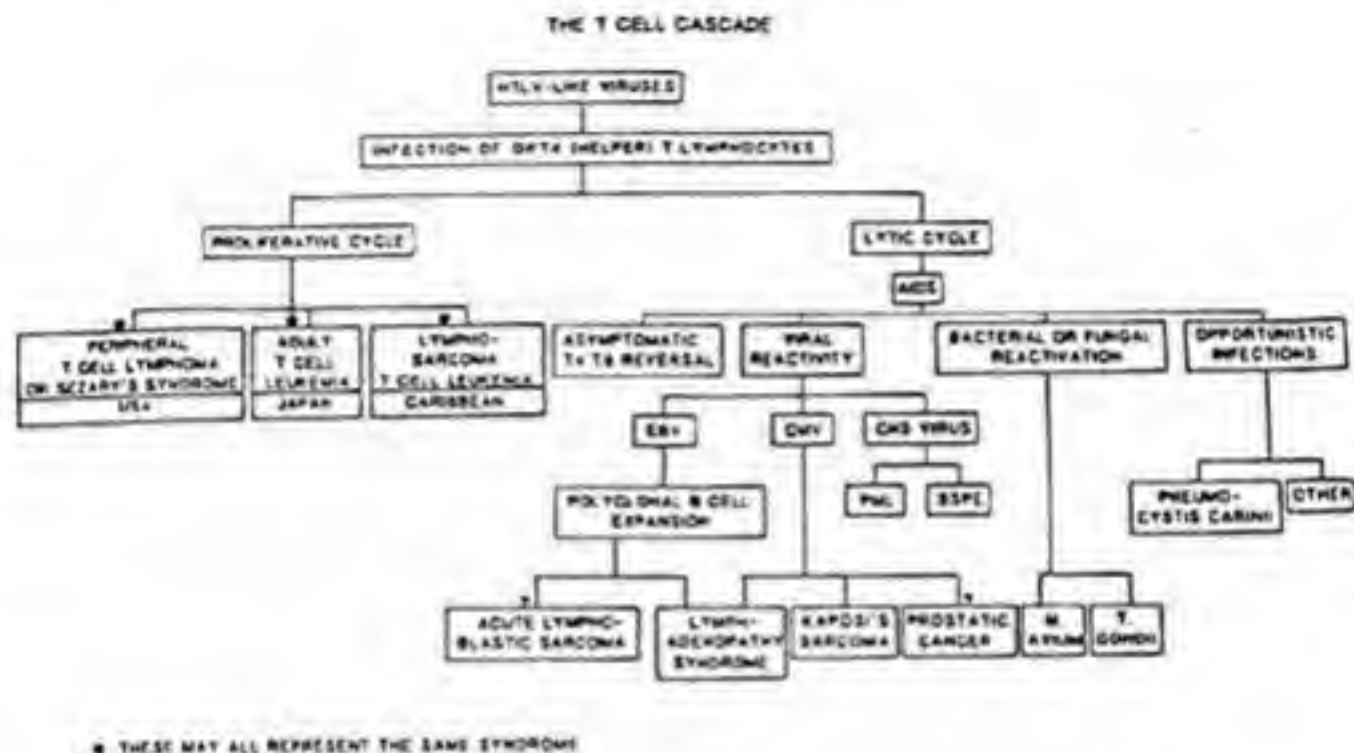 THE T CELL CASCADE
HTLV-LIKE VIRUSES
INFECTION OF OKT4 (HELPER) T LYMPHOCYTES
PROLIFERATIVE CYCLE
LYTIC CYCLE
AIDS
PERIPHERAL
T CELL LYMPHOMA
OR SEZARY'S SYNDROME
USA
ADULT
T CELL
LEUKEMIA
JAPAN
LYMPHO-
SARCOMA
T CELL LEUKEMIA
CARIBBEAN
ASYMPTOMATIC
T4 T8 REVERSAL
VIRAL
REACTIVITY
BACTERIAL OR FUNGAL
REACTIVATION
OPPORTUNISTIC
INFECTIONS
EBV
CMV
CNS VIRUS
POLYCLONAL B CELL
EXPANSION
PML
SSPE
PNEUMO-
CYSTIS CARINII
OTHER
ACUTE LYMPHO-
BLASTIC SARCOMA
LYMPH-
ADENOPATHY
SYNDROME
KAPOSI'S
SARCOMA
PROSTATIC
CANCER
M.
AVIUM
T.
GONDII
* THESE MAY ALL REPRESENT THE SAME SYNDROME